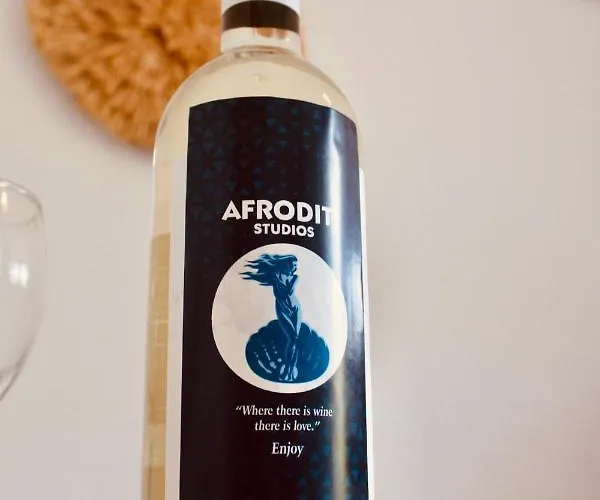 AFRODIT
STUDIOS
“Where there is wine
there is love.”
Enjoy